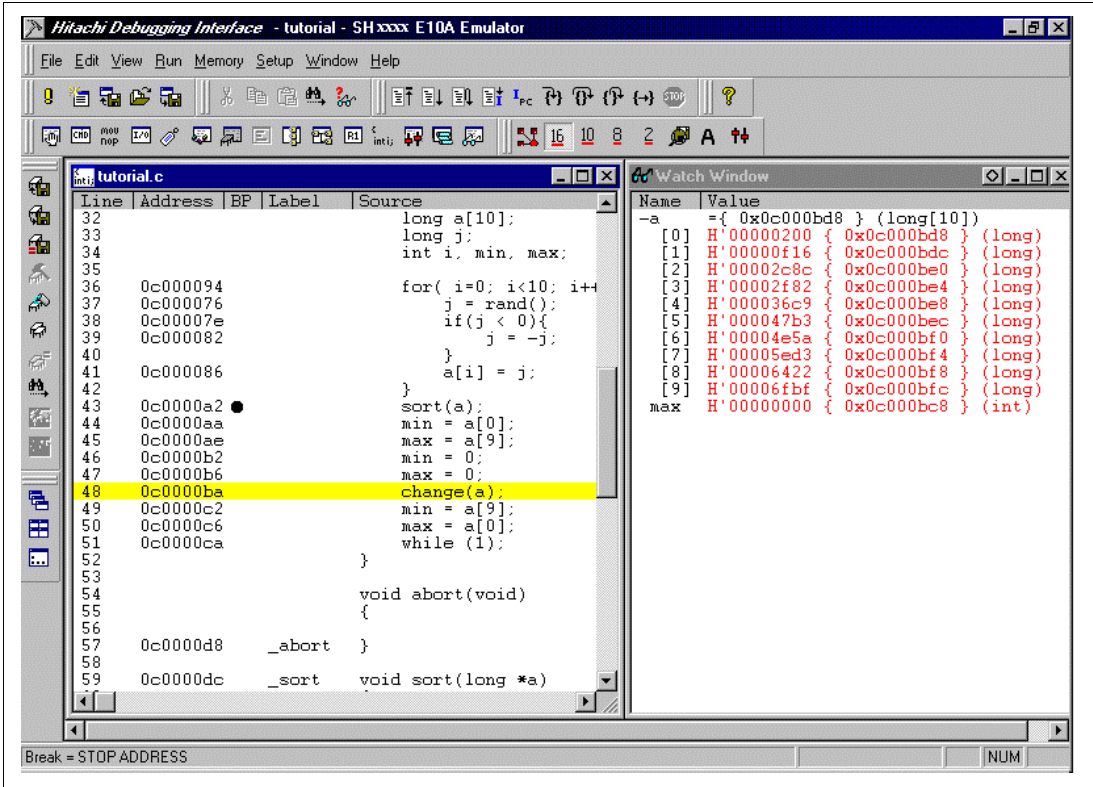 Hitachi Debugging Interface - tutorial - SH xxxx E10A Emulator
File Edit View Run Memory Setup Window Help
16 10 8 2 A
tutorial.c
Line Address BP Label Source
32 long a[10];
33 long j;
34 int i, min, max;
35
36 0c000094 for( i=0; i<10; i++
37 0c000076 j = rand();
38 0c00007e if(j < 0){
39 0c000082 j = -j;
40 }
41 0c000086 a[i] = j;
42 }
43 0c0000a2 sort(a);
44 0c0000aa min = a[0];
45 0c0000ae max = a[9];
46 0c0000b2 min = 0;
47 0c0000b6 max = 0;
48 0c0000ba change(a);
49 0c0000c2 min = a[9];
50 0c0000c6 max = a[0];
51 0c0000ca while (1);
52 }
53
54 void abort(void)
55 {
56
57 0c0000d8 _abort }
58
59 0c0000dc _sort void sort(long *a)
Watch Window
Name Value
-a ={ 0x0c000bd8 } (long[10])
[0] H'00000200 { 0x0c000bd8 } (long)
[1] H'00000f16 { 0x0c000bdc } (long)
[2] H'00002c8c { 0x0c000be0 } (long)
[3] H'00002f82 { 0x0c000be4 } (long)
[4] H'000036c9 { 0x0c000be8 } (long)
[5] H'000047b3 { 0x0c000bec } (long)
[6] H'00004e5a { 0x0c000bf0 } (long)
[7] H'00005ed3 { 0x0c000bf4 } (long)
[8] H'00006422 { 0x0c000bf8 } (long)
[9] H'00006fbf { 0x0c000bfc } (long)
max H'00000000 { 0x0c000bc8 } (int)
Break = STOP ADDRESS
NUM